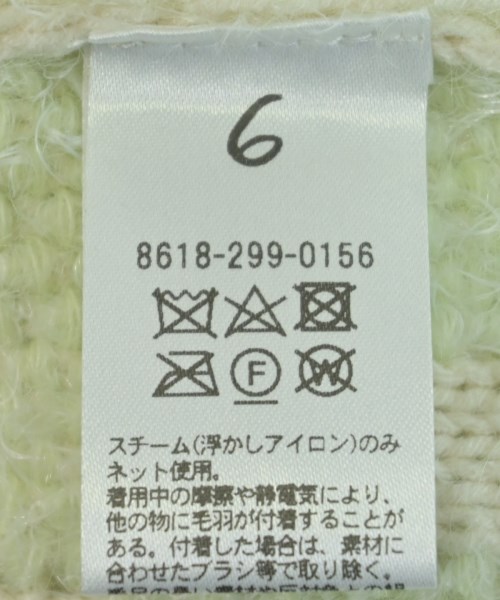 6
8618-299-0156
F
W
スチーム(浮かしアイロン)のみ
ネット使用。
着用中の摩擦や静電気により、
他の物に毛羽が付着することが
ある。付着した場合は、素材に
合わせたブラシ等で取り除く。